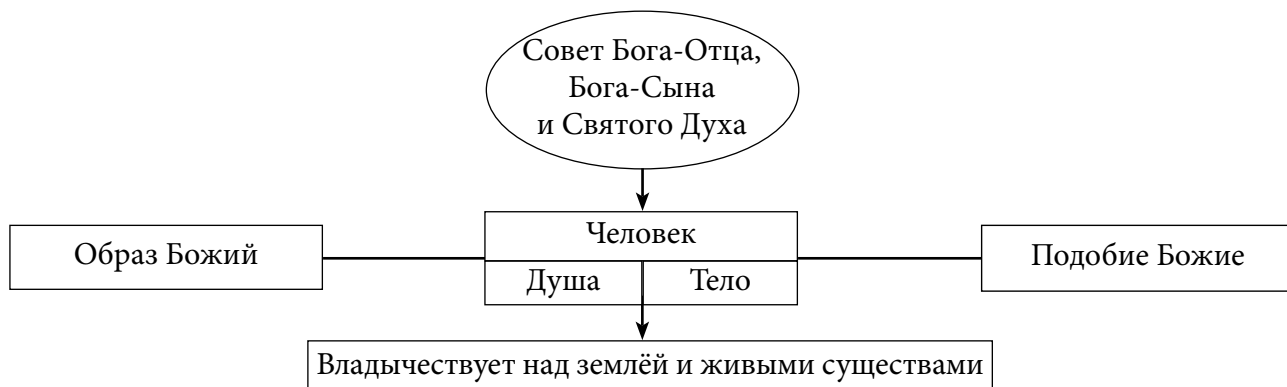 Совет Бога-Отца,
Бога-Сына
и Святого Духа
Образ Божий
Человек
Подобие Божие
Душа
Тело
Владычествует над землёй и живыми существами